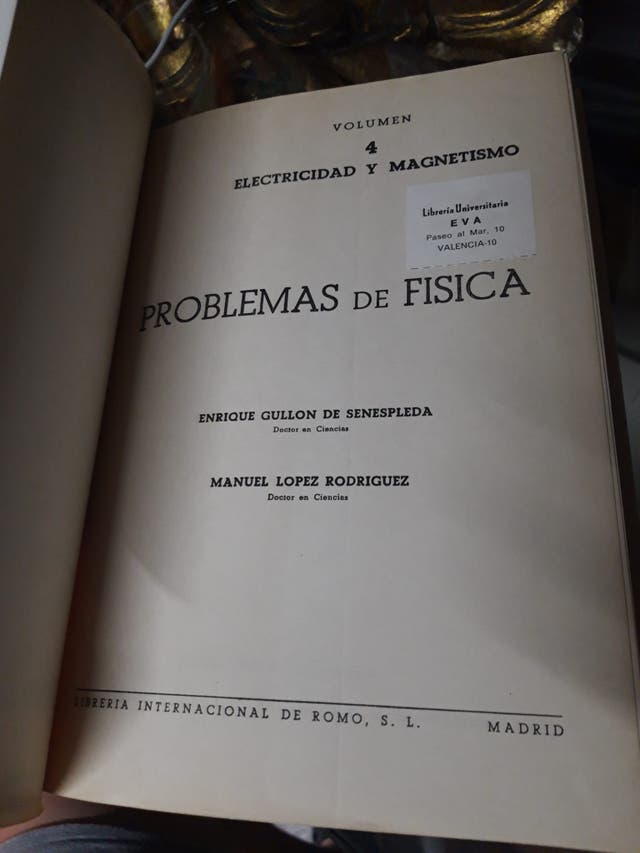 VOLUMEN
4
ELECTRICIDAD Y MAGNETISMO
Librería Universitaria
EVA
Paseo al Mar, 10
VALENCIA-10
PROBLEMAS DE FISICA
ENRIQUE GULLON DE SENESPLEDA
Doctor en Ciencias
MANUEL LOPEZ RODRIGUEZ
Doctor en Ciencias
LIBRERIA INTERNACIONAL DE ROMO, S. L. MADRID